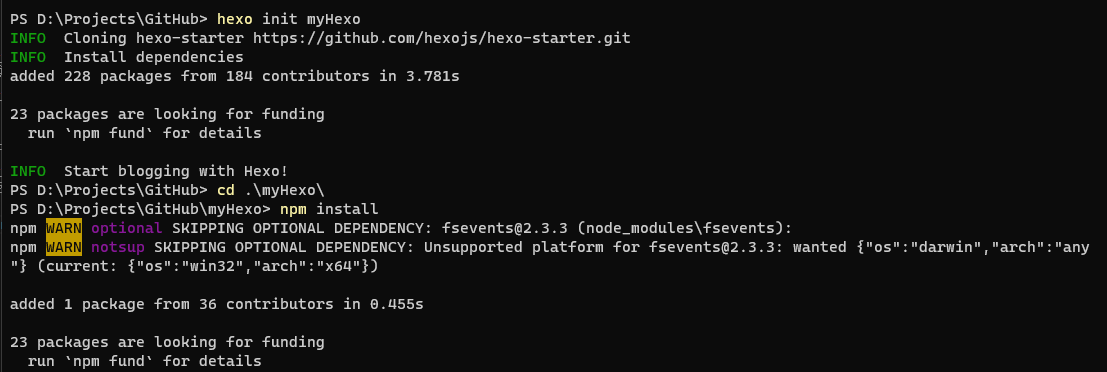 PS D:\Projects\GitHub> hexo init myHexo
INFO  Cloning hexo-starter https://github.com/hexojs/hexo-starter.git
INFO  Install dependencies
added 228 packages from 184 contributors in 3.781s
23 packages are looking for funding
  run `npm fund` for details
INFO  Start blogging with Hexo!
PS D:\Projects\GitHub> cd .\myHexo\
PS D:\Projects\GitHub\myHexo> npm install
npm WARN optional SKIPPING OPTIONAL DEPENDENCY: fsevents@2.3.3 (node_modules\fsevents):
npm WARN notsup SKIPPING OPTIONAL DEPENDENCY: Unsupported platform for fsevents@2.3.3: wanted {"os":"darwin","arch":"any
"} (current: {"os":"win32","arch":"x64"})
added 1 package from 36 contributors in 0.455s
23 packages are looking for funding
  run `npm fund` for details